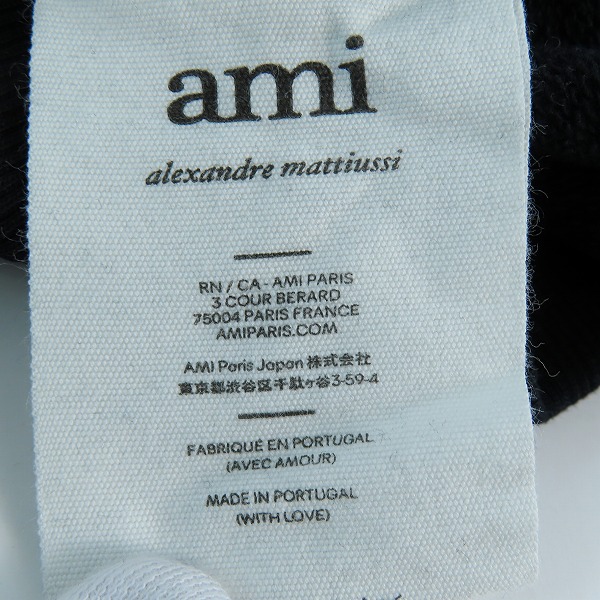 ami
alexandre mattiussi
RN / CA - AMI PARIS
3 COUR BERARD
75004 PARIS FRANCE
AMIPARIS.COM
AMI Paris Japan 株式会社
東京都渋谷区千駄ヶ谷3-59-4
FABRIQUÉ EN PORTUGAL
(AVEC AMOUR)
MADE IN PORTUGAL
(WITH LOVE)